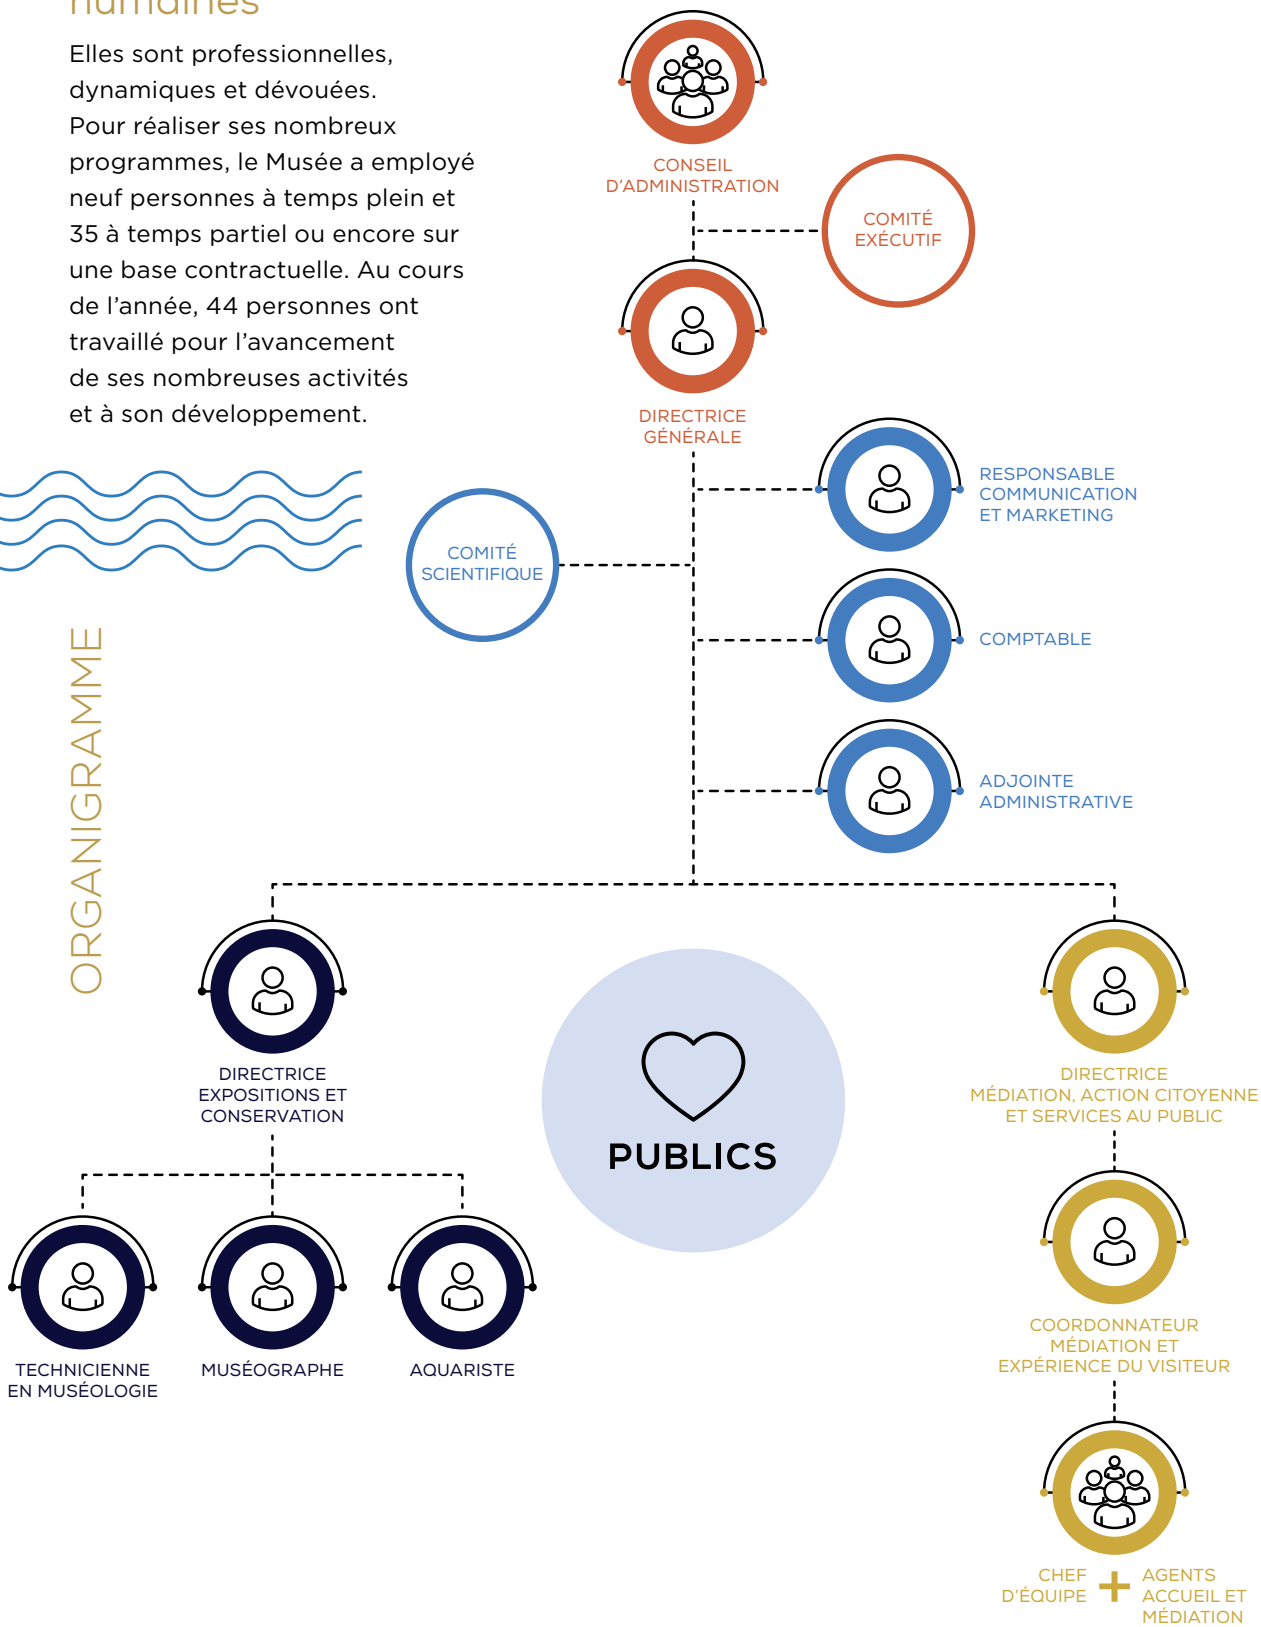 humaines
Elles sont professionnelles,
dynamiques et dévouées.
Pour réaliser ses nombreux
programmes, le Musée a employé
neuf personnes à temps plein et
35 à temps partiel ou encore sur
une base contractuelle. Au cours
de l’année, 44 personnes ont
travaillé pour l’avancement
de ses nombreuses activités
et à son développement.
ORGANIGRAMME
CONSEIL
D’ADMINISTRATION
COMITÉ
EXÉCUTIF
DIRECTRICE
GÉNÉRALE
RESPONSABLE
COMMUNICATION
ET MARKETING
COMITÉ
SCIENTIFIQUE
COMPTABLE
ADJOINTE
ADMINISTRATIVE
DIRECTRICE
EXPOSITIONS ET
CONSERVATION
PUBLICS
DIRECTRICE
MÉDIATION, ACTION CITOYENNE
ET SERVICES AU PUBLIC
TECHNICIENNE
EN MUSÉOLOGIE
MUSÉOGRAPHE
AQUARISTE
COORDONNATEUR
MÉDIATION ET
EXPÉRIENCE DU VISITEUR
CHEF
D’ÉQUIPE
+
AGENTS
ACCUEIL ET
MÉDIATION